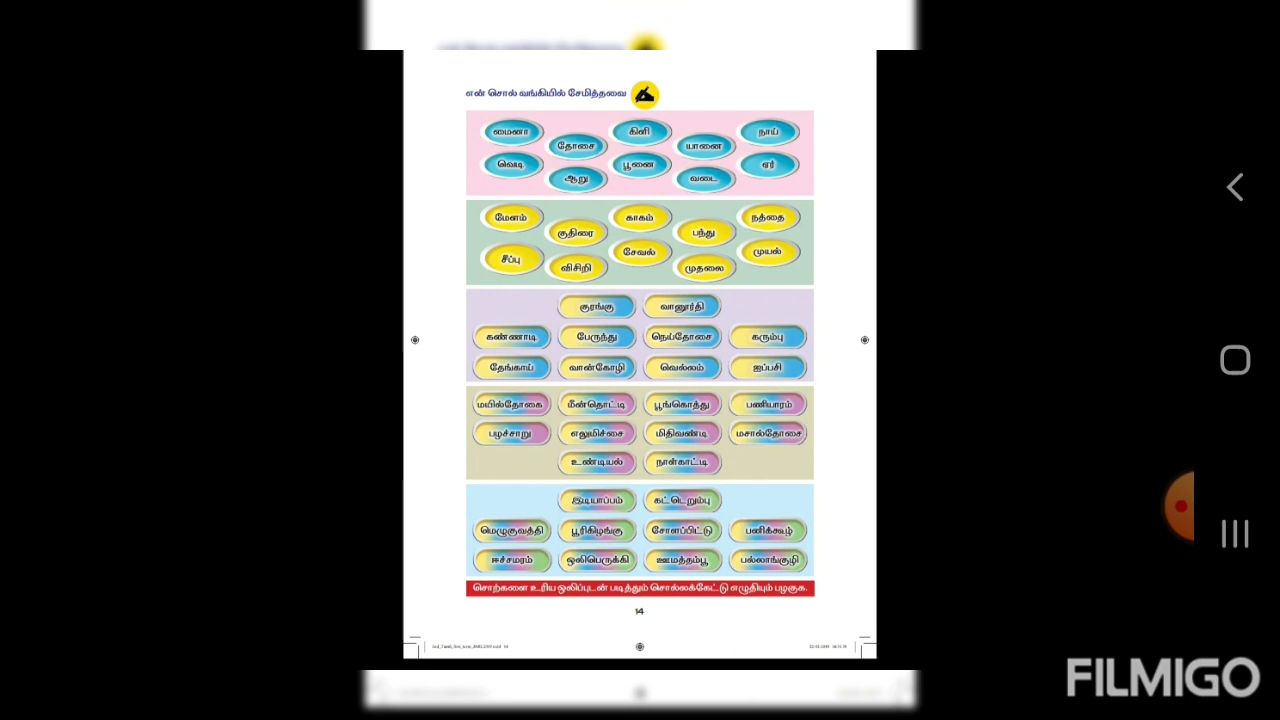 என் சொல் வங்கியில் சேமித்தவை
மைனா கிளி நாய்
தோசை யானை
வெடி பூனை ஏர்
ஆறு வடை
மேளம் காகம் நத்தை
குதிரை பந்து
சீப்பு சேவல் முயல்
விசிறி முதலை
குரங்கு வானூர்தி
கண்ணாடி பேருந்து நெய்தோசை கரும்பு
தேங்காய் வான்கோழி வெல்லம் ஐப்பசி
மயில்தோகை மீன்தொட்டி பூங்கொத்து பணியாரம்
பழச்சாறு எலுமிச்சை மிதிவண்டி மசால்தோசை
உண்டியல் நாள்காட்டி
இடியாப்பம் கட்டெறும்பு
மெழுகுவத்தி பூரிகிழங்கு சோளப்பிட்டு பனிக்கூழ்
ஈச்சமரம் ஒலிபெருக்கி ஊமத்தம்பூ பல்லாங்குழி
சொற்களை உரிய ஒலிப்புடன் படித்தும் சொல்லக்கேட்டு எழுதியும் பழகுக.
14
FILMIGO